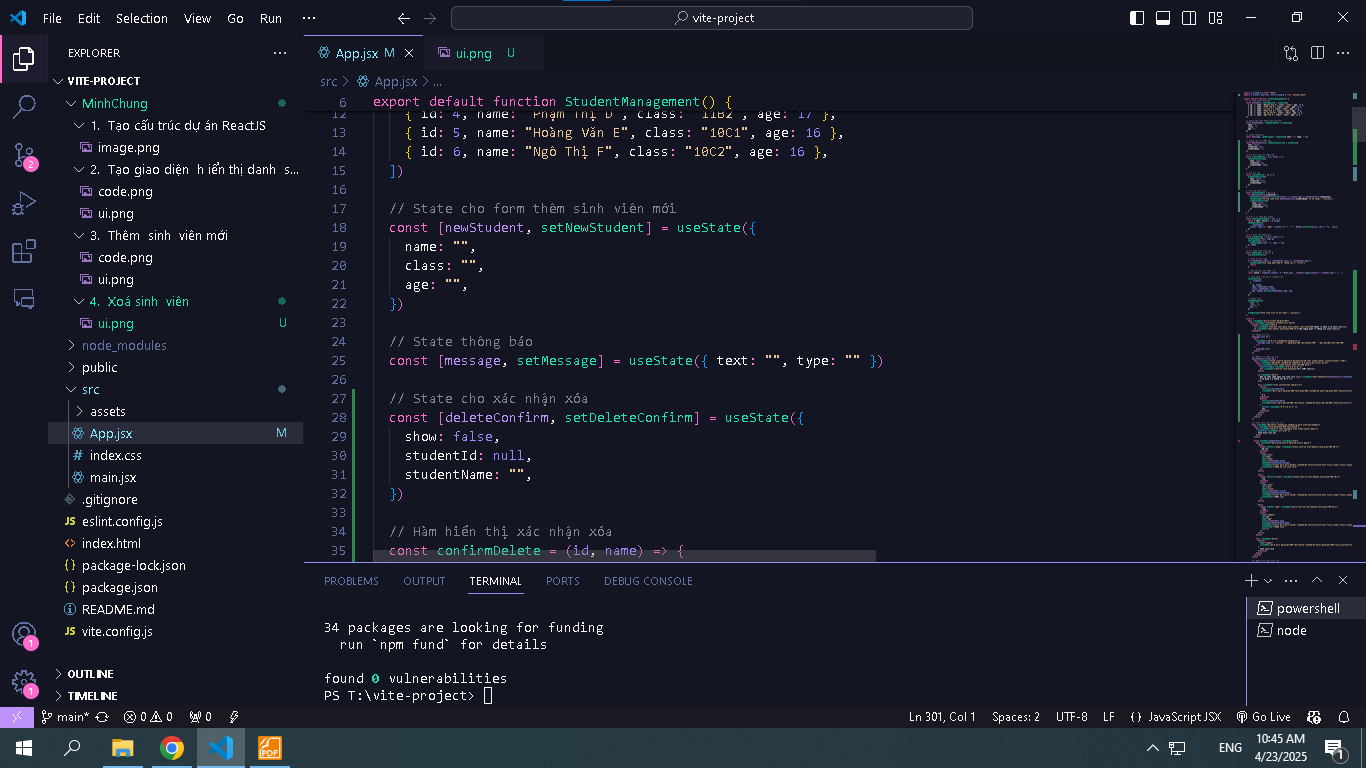 File Edit Selection View Go Run ···
vite-project
EXPLORER ···
VITE-PROJECT
MinhChung
1. Tạo cấu trúc dự án ReactJS
image.png
2. Tạo giao diện h iển thị danh s...
code.png
ui.png
3. Thêm sinh viên mới
code.png
ui.png
4. Xoá sinh viên
ui.png U
node_modules
public
src
assets
App.jsx M
index.css
main.jsx
.gitignore
eslint.config.js
index.html
package-lock.json
package.json
README.md
vite.config.js
OUTLINE
TIMELINE
2
1
1
App.jsx M
ui.png U
src > App.jsx > ...
6 export default function StudentManagement() {
12 { id: 4, name: "Phạm Thị D", class: "11B2", age: 17 },
13 { id: 5, name: "Hoàng Văn E", class: "10C1", age: 16 },
14 { id: 6, name: "Ngô Thị F", class: "10C2", age: 16 },
15 ])
16
17 // State cho form thêm sinh viên mới
18 const [newStudent, setNewStudent] = useState({
19 name: "",
20 class: "",
21 age: "",
22 })
23
24 // State thông báo
25 const [message, setMessage] = useState({ text: "", type: "" })
26
27 // State cho xác nhận xóa
28 const [deleteConfirm, setDeleteConfirm] = useState({
29 show: false,
30 studentId: null,
31 studentName: "",
32 })
33
34 // Hàm hiển thị xác nhận xóa
35 const confirmDelete = (id, name) => {
PROBLEMS OUTPUT TERMINAL PORTS DEBUG CONSOLE
34 packages are looking for funding
run `npm fund` for details
found 0 vulnerabilities
PS T:\vite-project>
powershell
node
main* 0 0 0 Ln 301, Col 1 Spaces: 2 UTF-8 LF {} JavaScript JSX Go Live
PDF
ENG
10:45 AM
4/23/2025
1